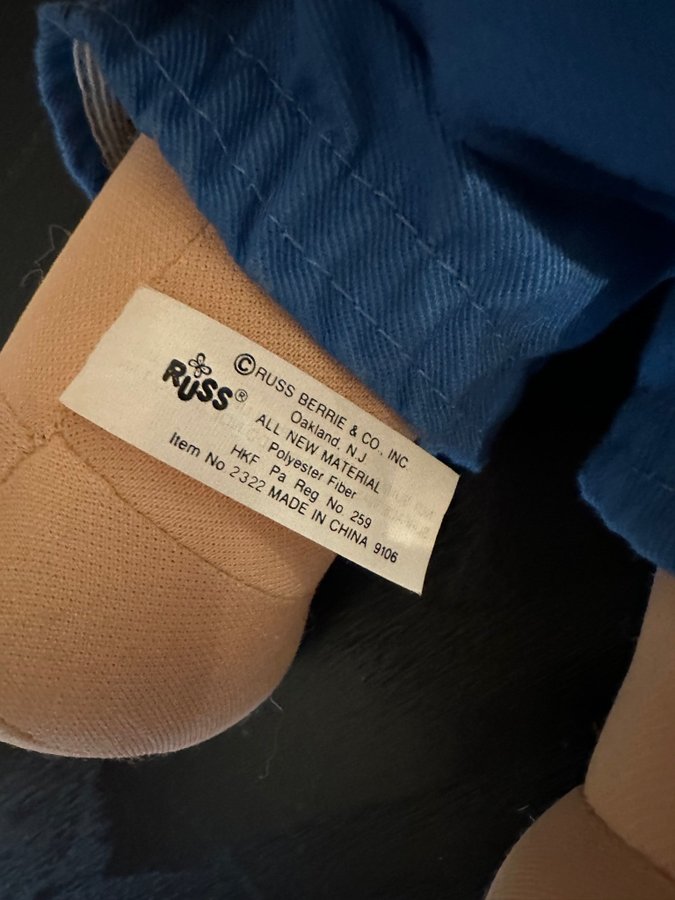 RUSS®
©RUSS BERRIE & CO., INC.
Oakland, N.J.
ALL NEW MATERIAL
Polyester Fiber
HKF Pa Reg No 259
Item No 2322 MADE IN CHINA 9106